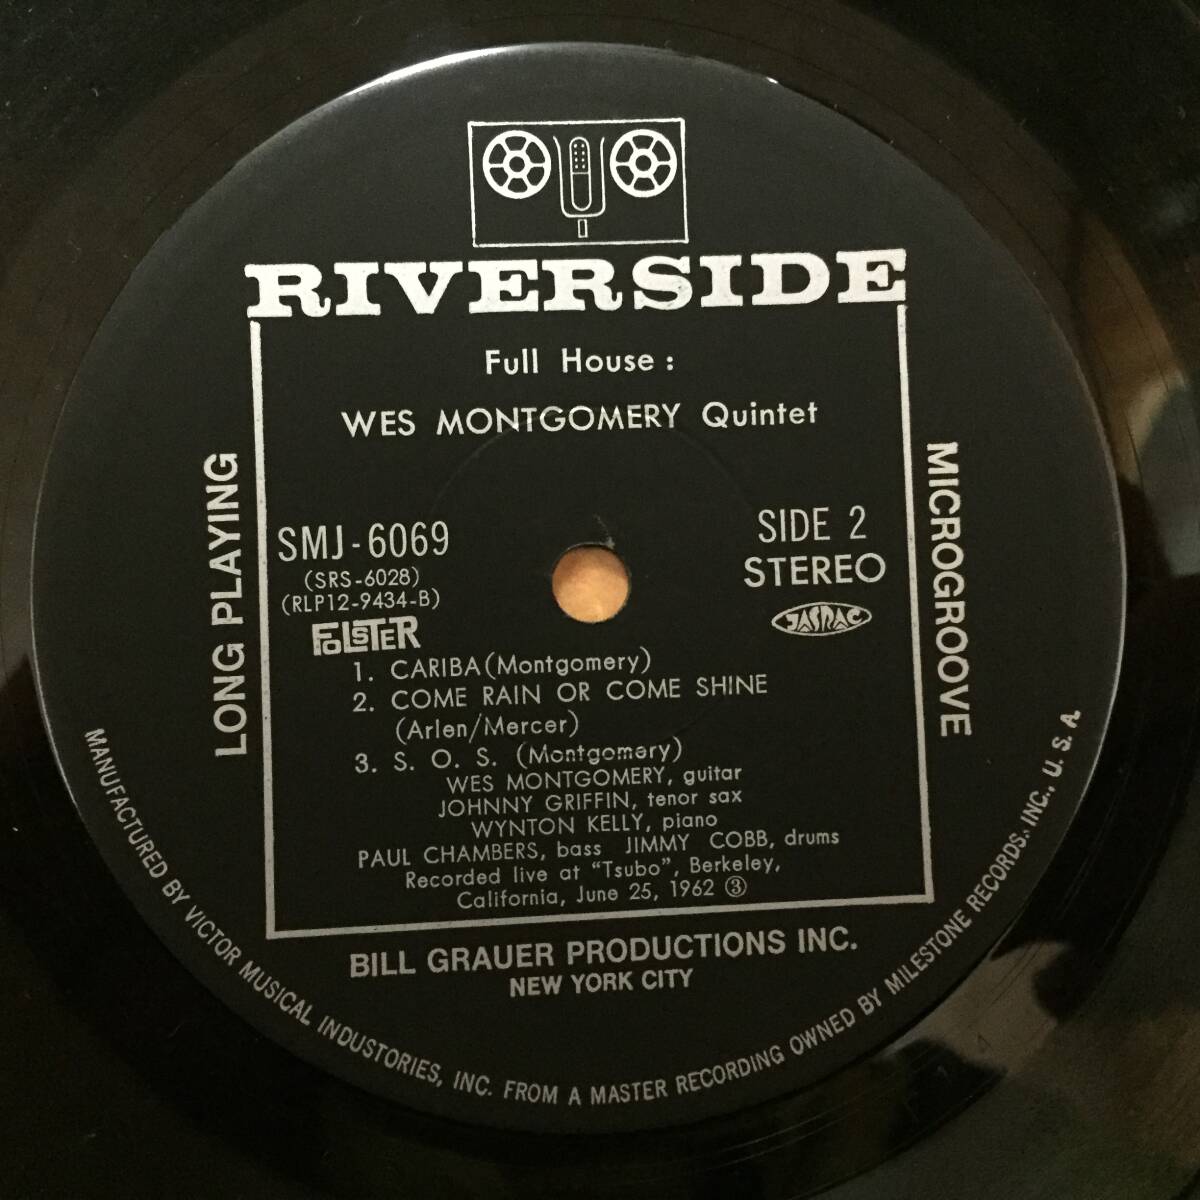 RIVERSIDE
Full House :
WES MONTGOMERY Quintet
LONG PLAYING
MICROGROOVE
SMJ-6069
(SRS-6028)
(RLP12-9434-B)
FOLSTER
SIDE 2
STEREO
JASRAC
1. CARIBA (Montgomery)
2. COME RAIN OR COME SHINE
(Arlen/Mercer)
3. S. O. S. (Montgomery)
WES MONTGOMERY, guitar
JOHNNY GRIFFIN, tenor sax
WYNTON KELLY, piano
PAUL CHAMBERS, bass JIMMY COBB, drums
Recorded live at “Tsubo”, Berkeley,
California, June 25, 1962 ③
BILL GRAUER PRODUCTIONS INC.
NEW YORK CITY
MANUFACTURED BY VICTOR MUSICAL INDUSTORIES, INC. FROM A MASTER RECORDING OWNED BY MILESTONE RECORDS, INC., U. S. A.